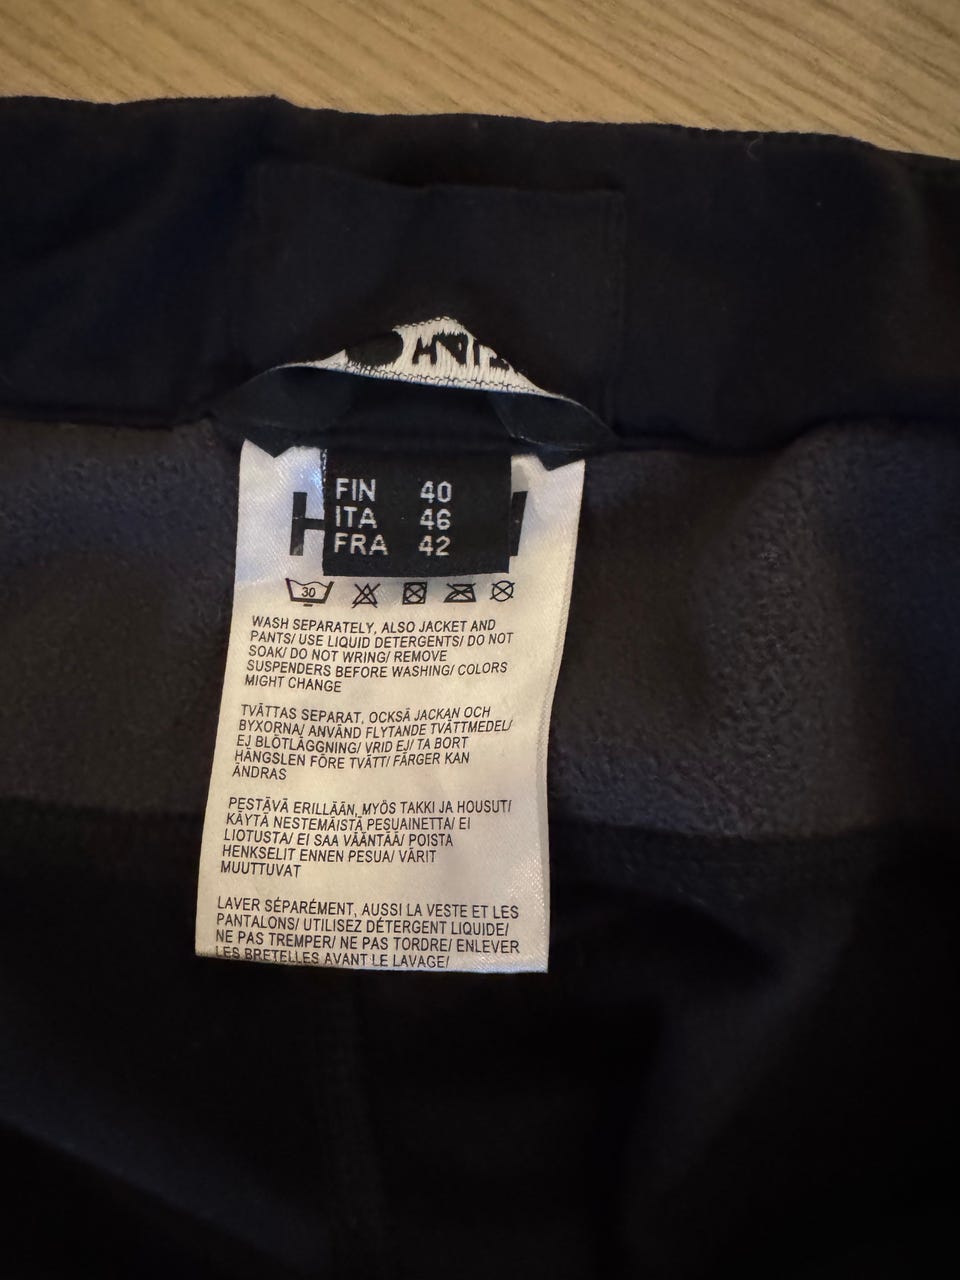 FIN 40
ITA 46
FRA 42
30
WASH SEPARATELY, ALSO JACKET AND
PANTS/ USE LIQUID DETERGENTS/ DO NOT
SOAK/ DO NOT WRING/ REMOVE
SUSPENDERS BEFORE WASHING/ COLORS
MIGHT CHANGE
TVÄTTAS SEPARAT, OCKSÅ JACKAN OCH
BYXORNA/ ANVÄND FLYTANDE TVÄTTMEDEL/
EJ BLÖTLÄGGNING/ VRID EJ/ TA BORT
HÄNGSLEN FÖRE TVÄTT/ FÄRGER KAN
ÄNDRAS
PESTÄVÄ ERILLÄÄN, MYÖS TAKKI JA HOUSUT/
KÄYTÄ NESTEMÄISTÄ PESUAINETTA/ EI
LIOTUSTA/ EI SAA VÄÄNTÄÄ/ POISTA
HENKSELIT ENNEN PESUA/ VÄRIT
MUUTTUVAT
LAVER SÉPARÉMENT, AUSSI LA VESTE ET LES
PANTALONS/ UTILISEZ DÉTERGENT LIQUIDE/
NE PAS TREMPER/ NE PAS TORDRE/ ENLEVER
LES BRETELLES AVANT LE LAVAGE/